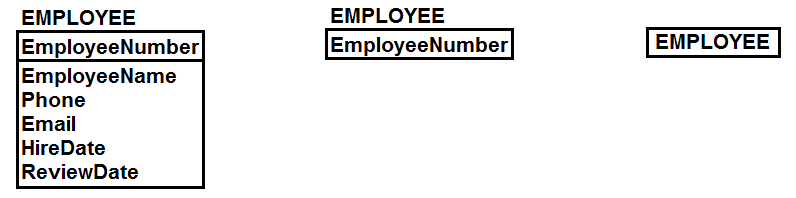 EMPLOYEE
EmployeeNumber
EmployeeName
Phone
Email
HireDate
ReviewDate
EMPLOYEE
EmployeeNumber
EMPLOYEE